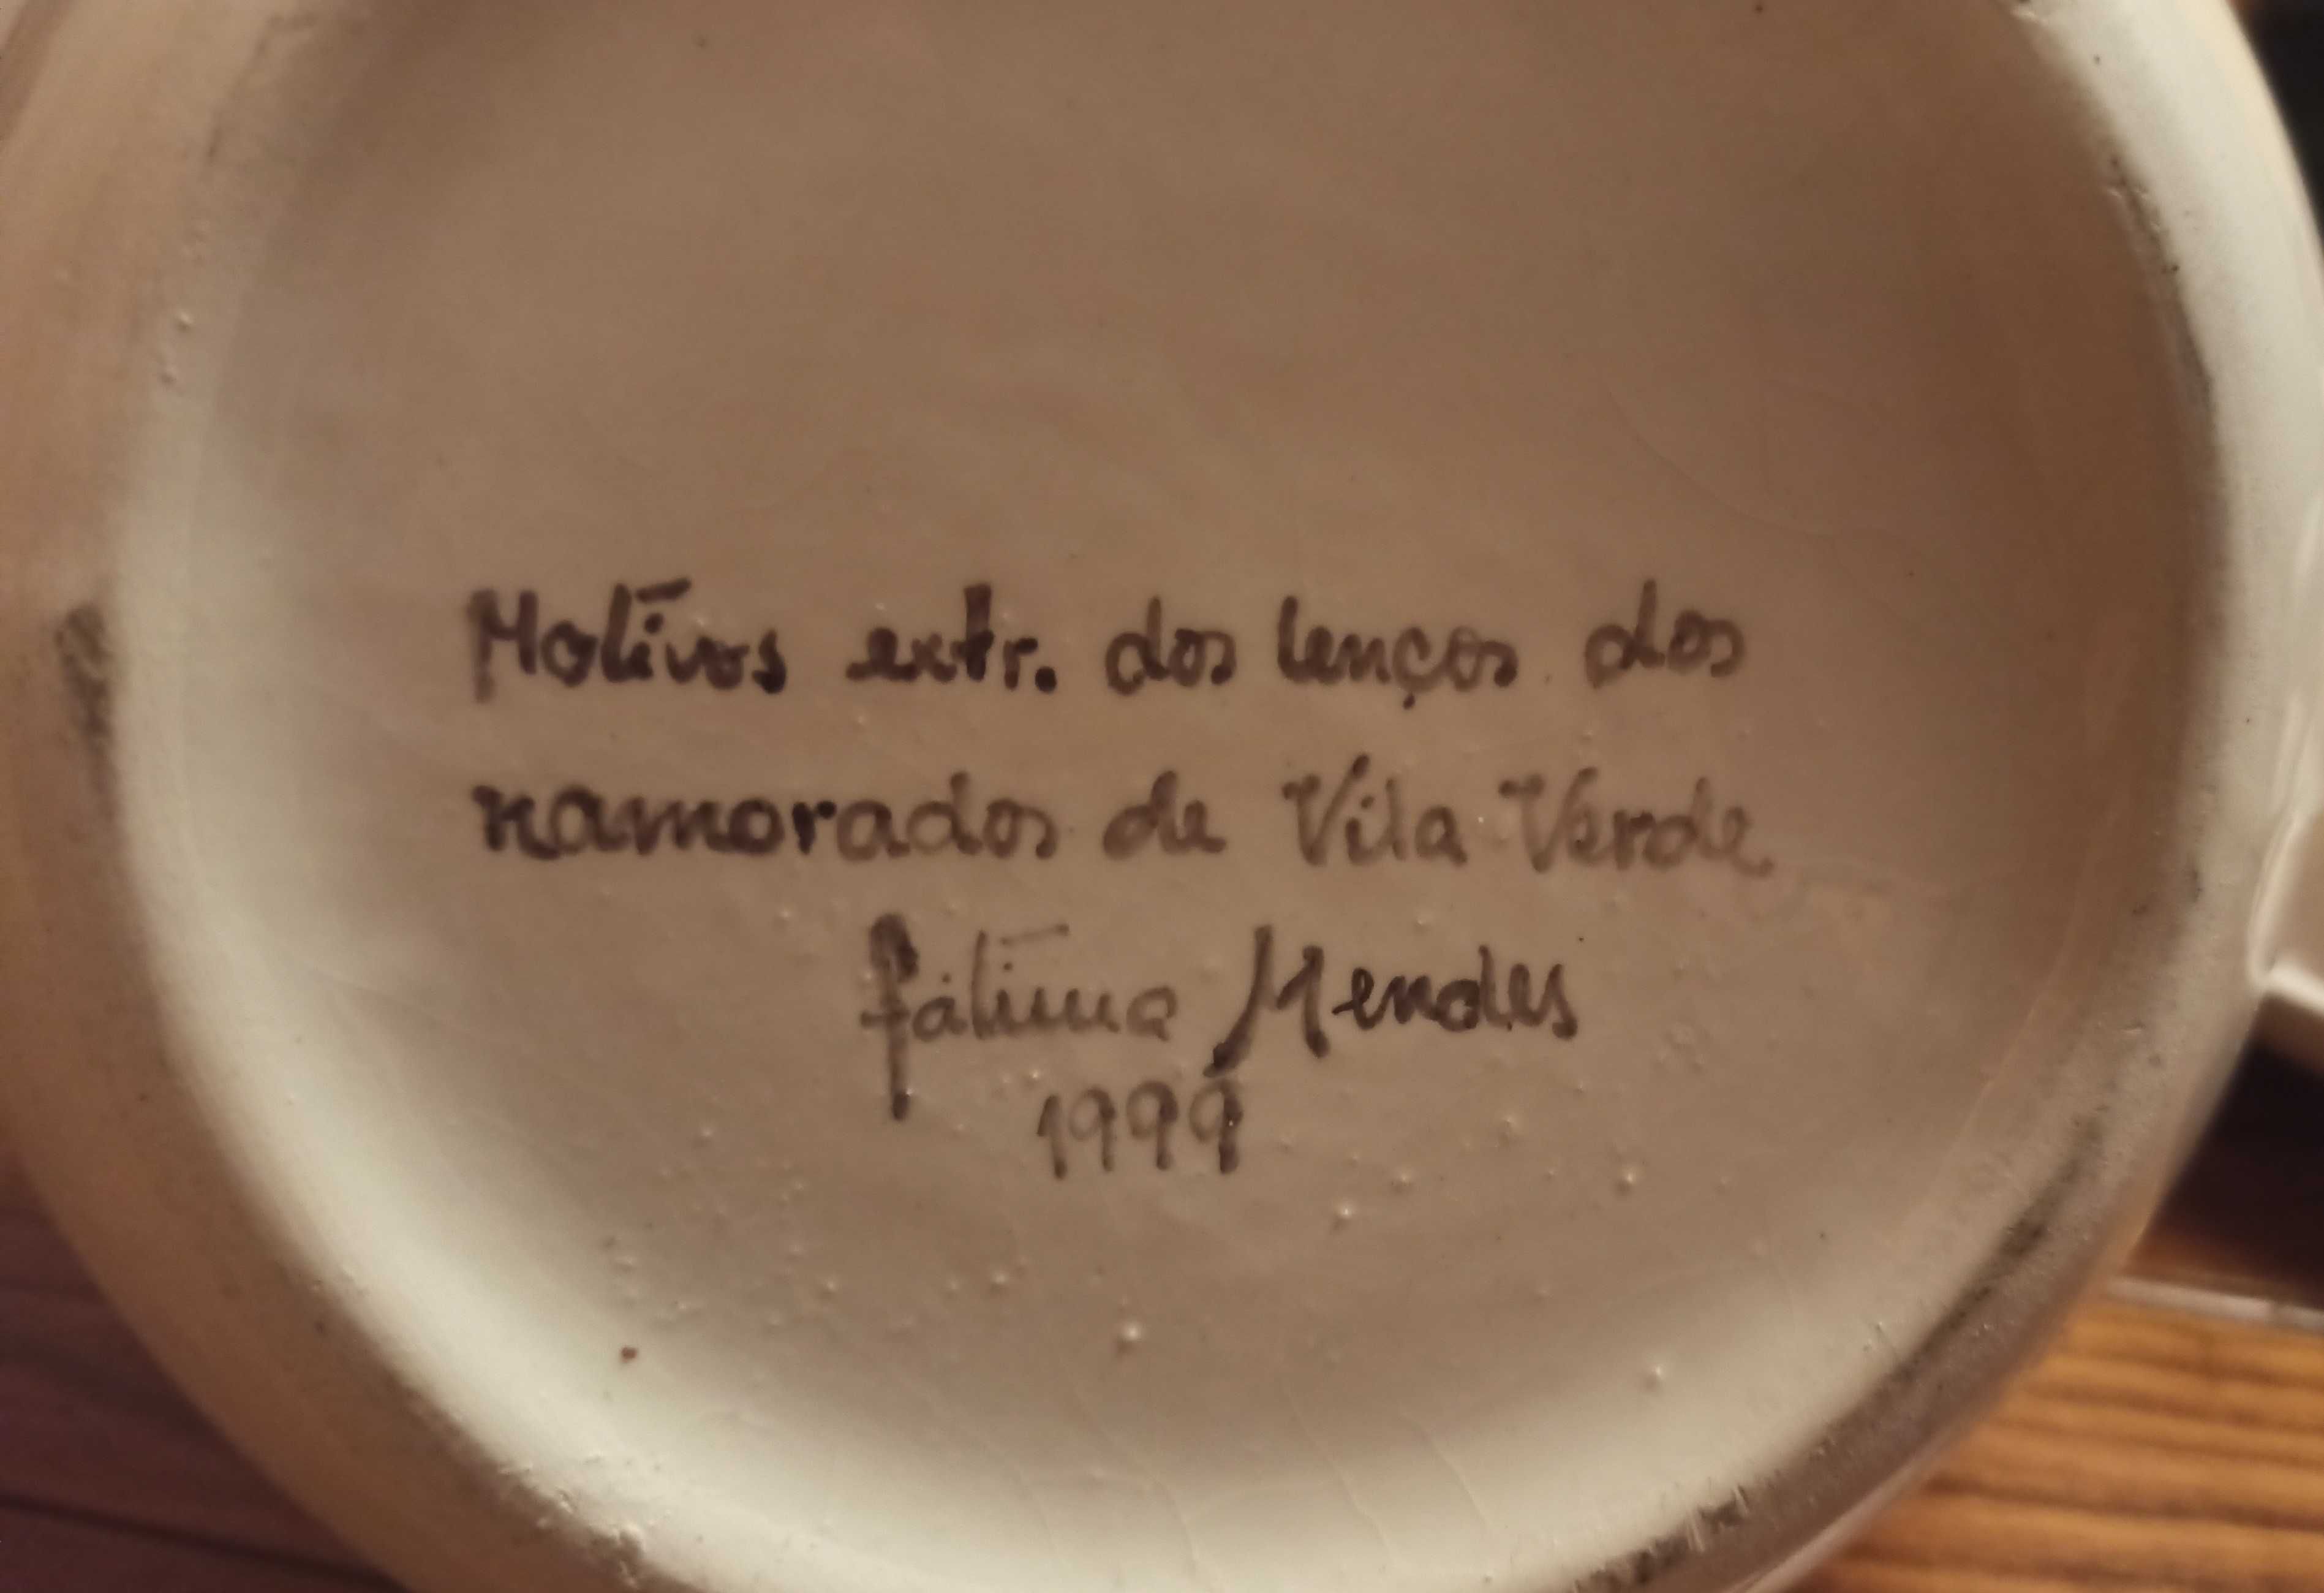 Motivos extr. dos lenços dos
namorados de Vila Verde
fátima Mendes
1999